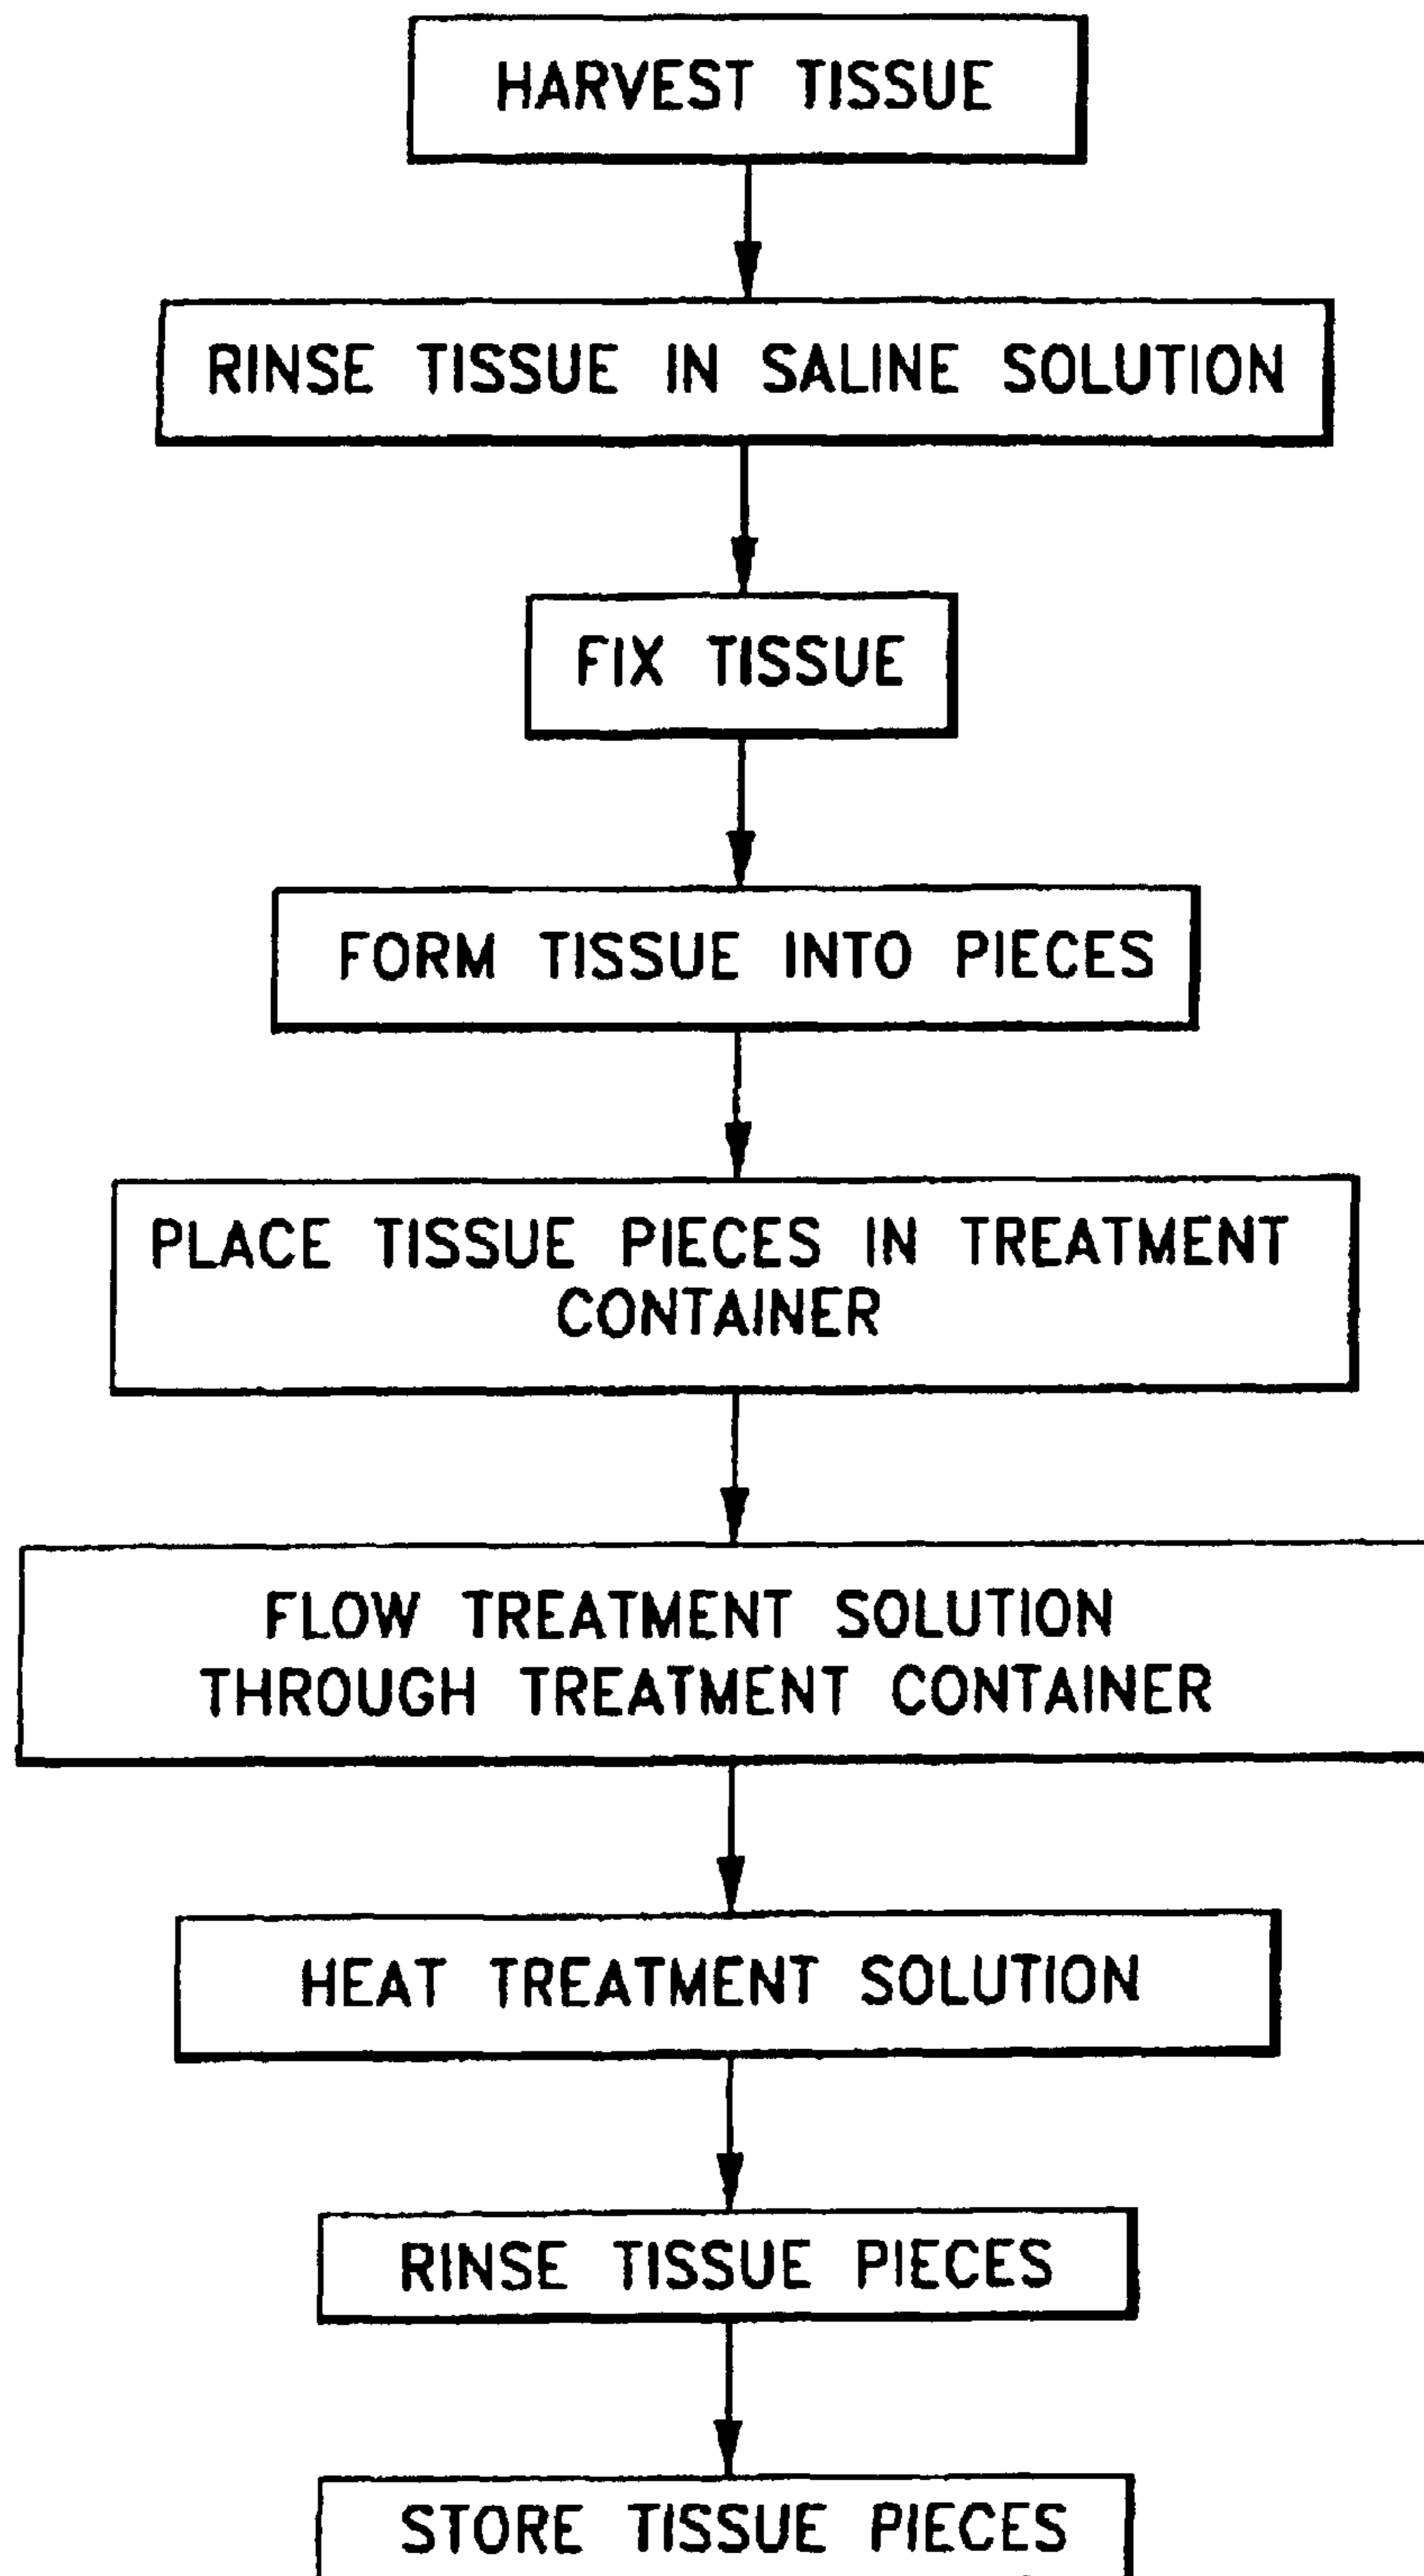 HARVEST TISSUE
RINSE TISSUE IN SALINE SOLUTION
FIX TISSUE
FORM TISSUE INTO PIECES
PLACE TISSUE PIECES IN TREATMENT
CONTAINER
FLOW TREATMENT SOLUTION
THROUGH TREATMENT CONTAINER
HEAT TREATMENT SOLUTION
RINSE TISSUE PIECES
STORE TISSUE PIECES